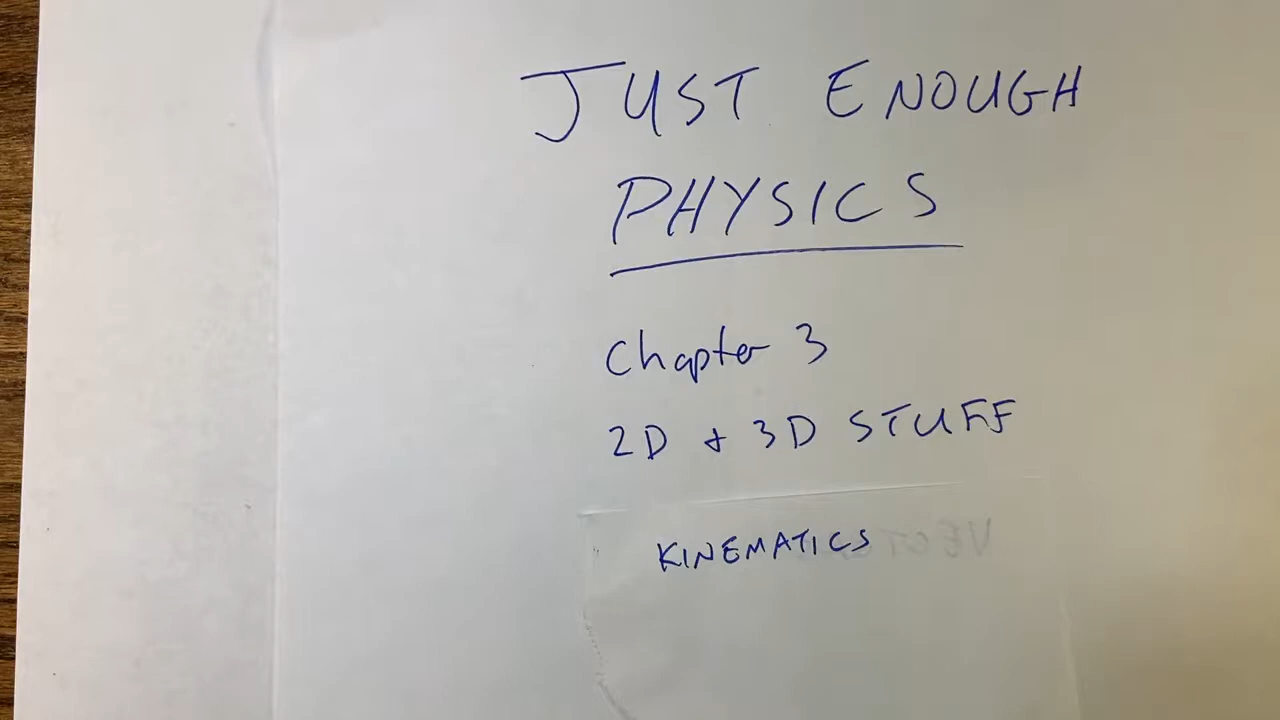 JUST ENOUGH
PHYSICS
Chapter 3
2D + 3D STUFF
KINEMATICS